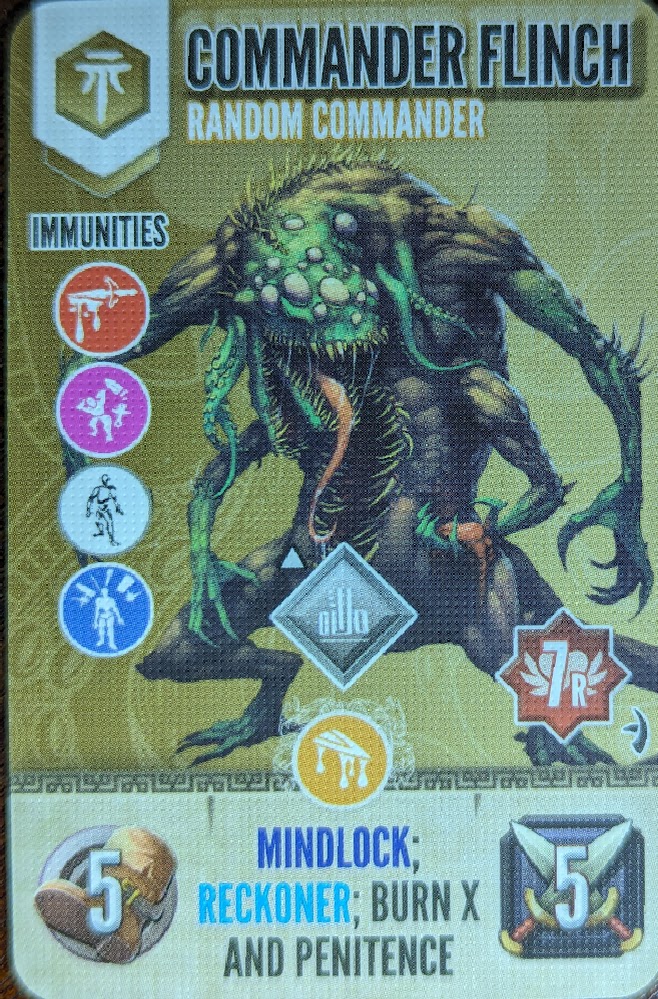 COMMANDER FLINCH
RANDOM COMMANDER
IMMUNITIES
7R
5
MINDLOCK;
RECKONER; BURN X
AND PENITENCE
5